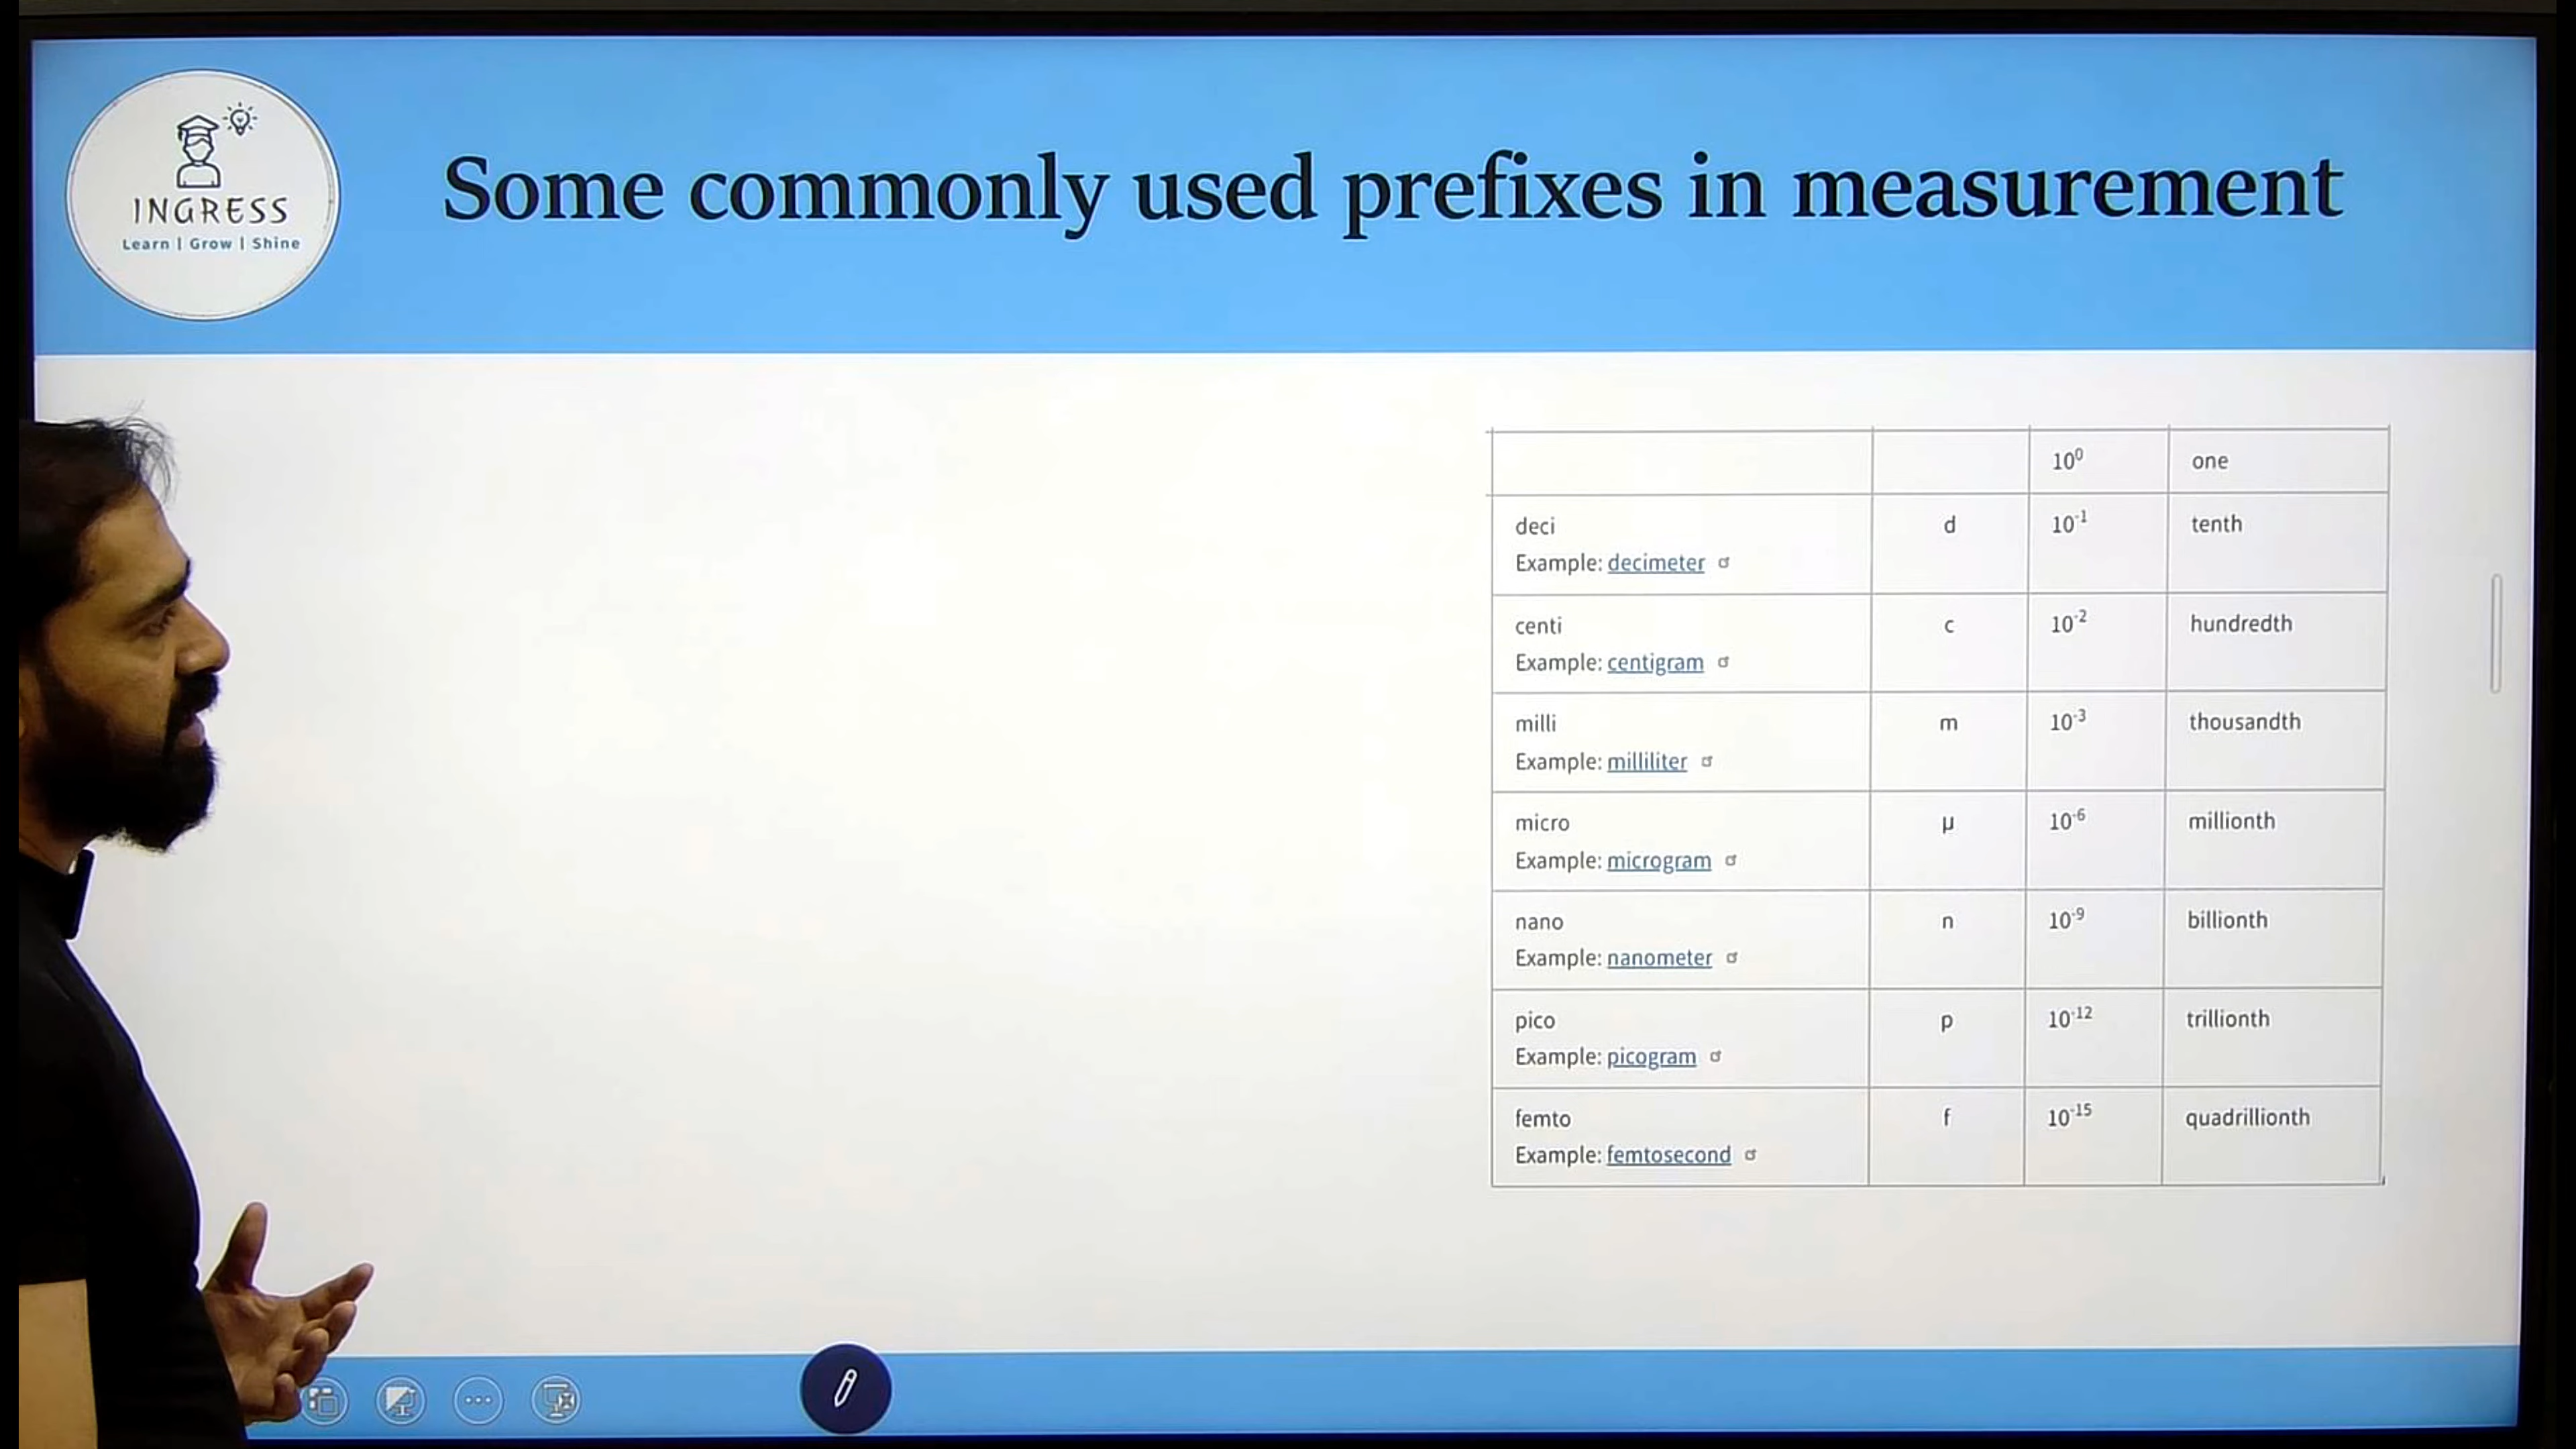 INGRESS
Learn | Grow | Shine
Some commonly used prefixes in measurement
10⁰ one
deci d 10⁻¹ tenth
Example: decimeter
centi c 10⁻² hundredth
Example: centigram
milli m 10⁻³ thousandth
Example: milliliter
micro µ 10⁻⁶ millionth
Example: microgram
nano n 10⁻⁹ billionth
Example: nanometer
pico p 10⁻¹² trillionth
Example: picogram
femto f 10⁻¹⁵ quadrillionth
Example: femtosecond